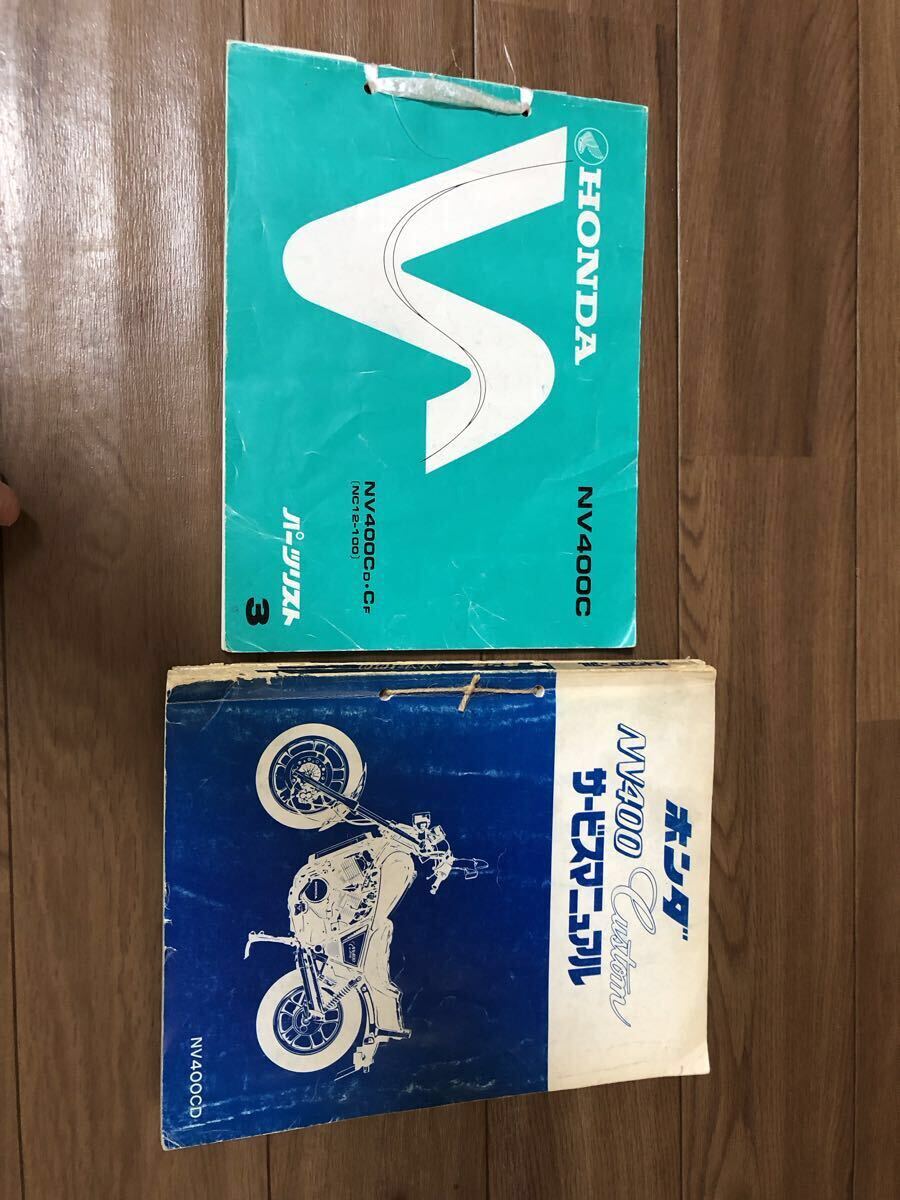 HONDA
NV400C
NV400CD・CF
〔NC12-100〕
パーツリスト
3
ホンダ
NV400 Custom
サービスマニュアル
NV400CD